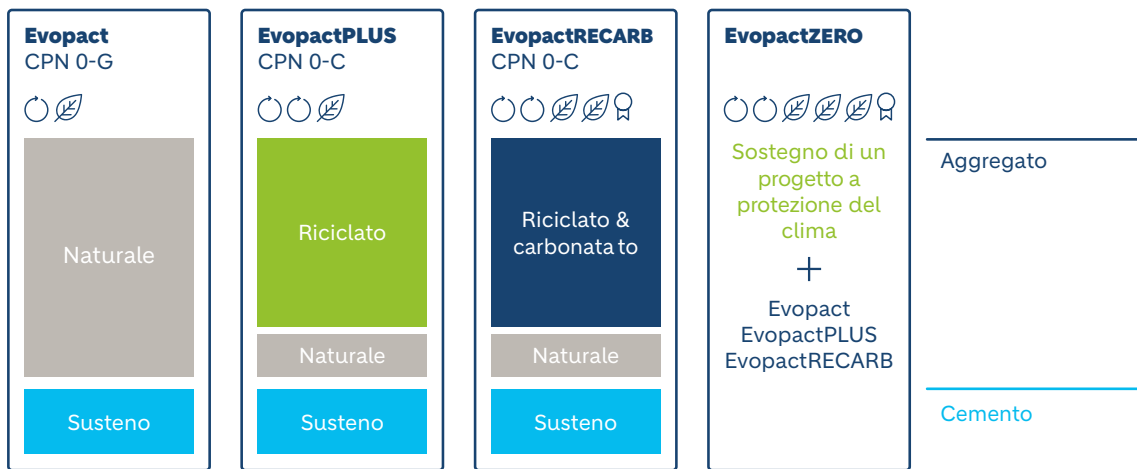 Evopact
CPN 0-G
Naturale
Susteno
EvopactPLUS
CPN 0-C
Riciclato
Naturale
Susteno
EvopactRECARB
CPN 0-C
Riciclato &
carbonata to
Naturale
Susteno
EvopactZERO
Sostegno di un
progetto a
protezione del
clima
+
Evopact
EvopactPLUS
EvopactRECARB
Aggregato
Cemento